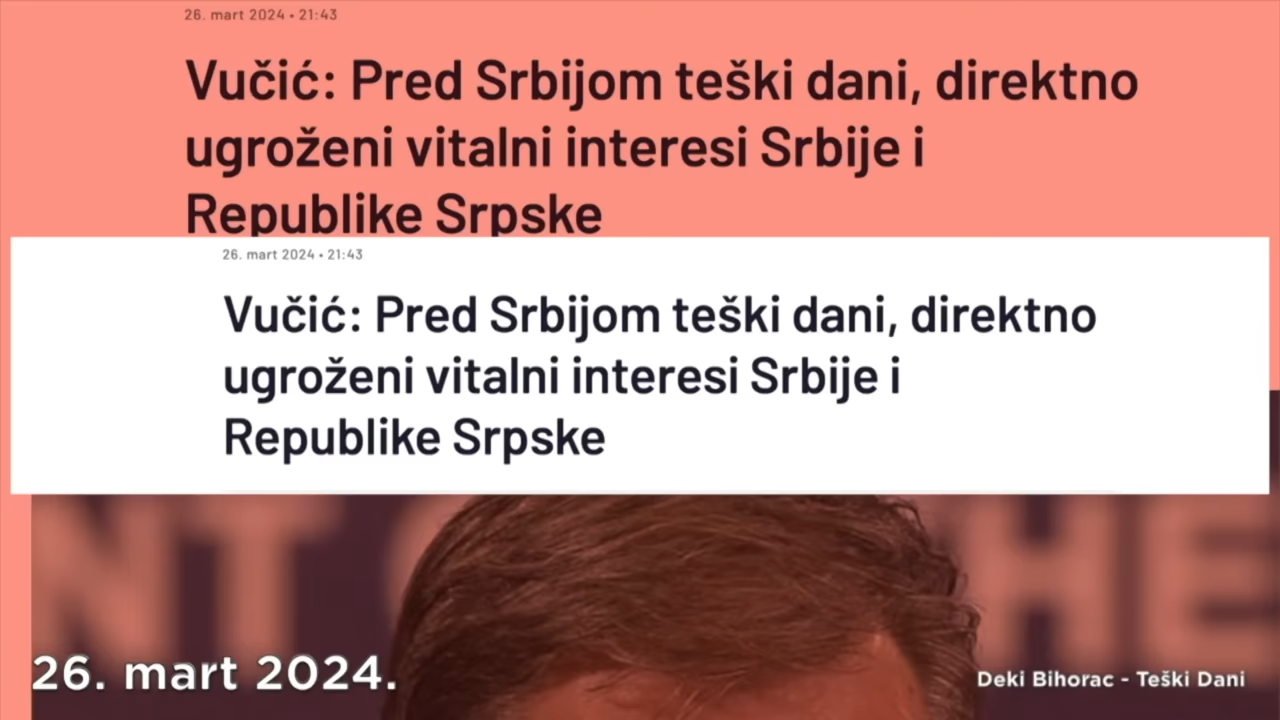 26. mart 2024 • 21:43
Vučić: Pred Srbijom teški dani, direktno
ugroženi vitalni interesi Srbije i
Republike Srpske
26. mart 2024 • 21:43
Vučić: Pred Srbijom teški dani, direktno
ugroženi vitalni interesi Srbije i
Republike Srpske
NT
THE
26. mart 2024.
Deki Bihorac - Teški Dani